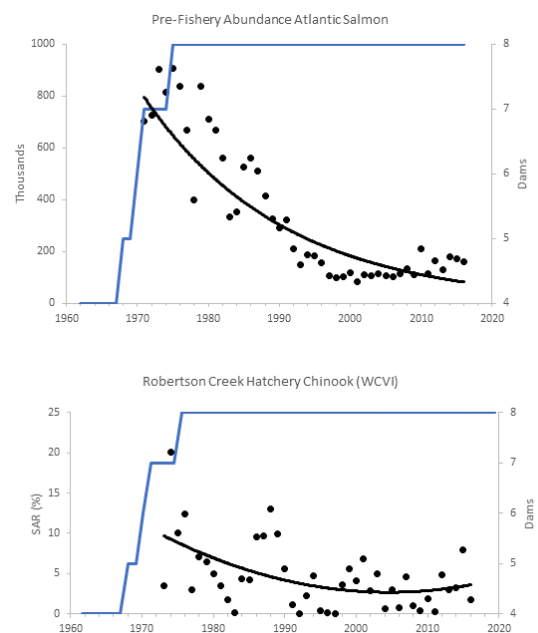 Pre-Fishery Abundance Atlantic Salmon
1000
800
600
400
200
0
Thousands
8
7
6
5
4
Dams
1960 1970 1980 1990 2000 2010 2020
Robertson Creek Hatchery Chinook (WCVI)
25
20
15
10
5
0
SAR (%)
8
7
6
5
4
Dams
1960 1970 1980 1990 2000 2010 2020